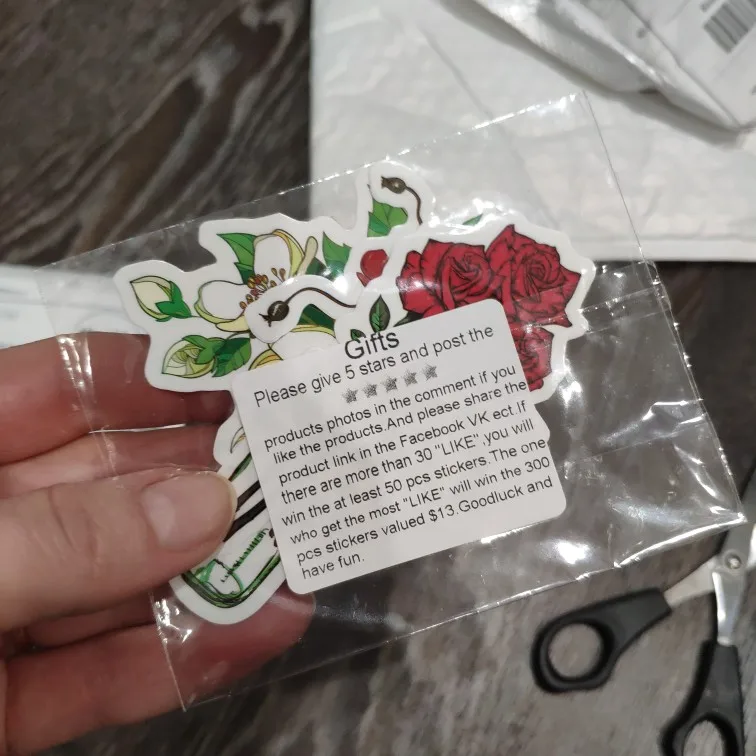 Gifts
Please give 5 stars and post the
products photos in the comment if you
like the products.And please share the
product link in the Facebook VK ect.If
there are more than 30 "LIKE",you will
win the at least 50 pcs stickers.The one
who get the most "LIKE" will win the 300
pcs stickers valued $13.Goodluck and
have fun.